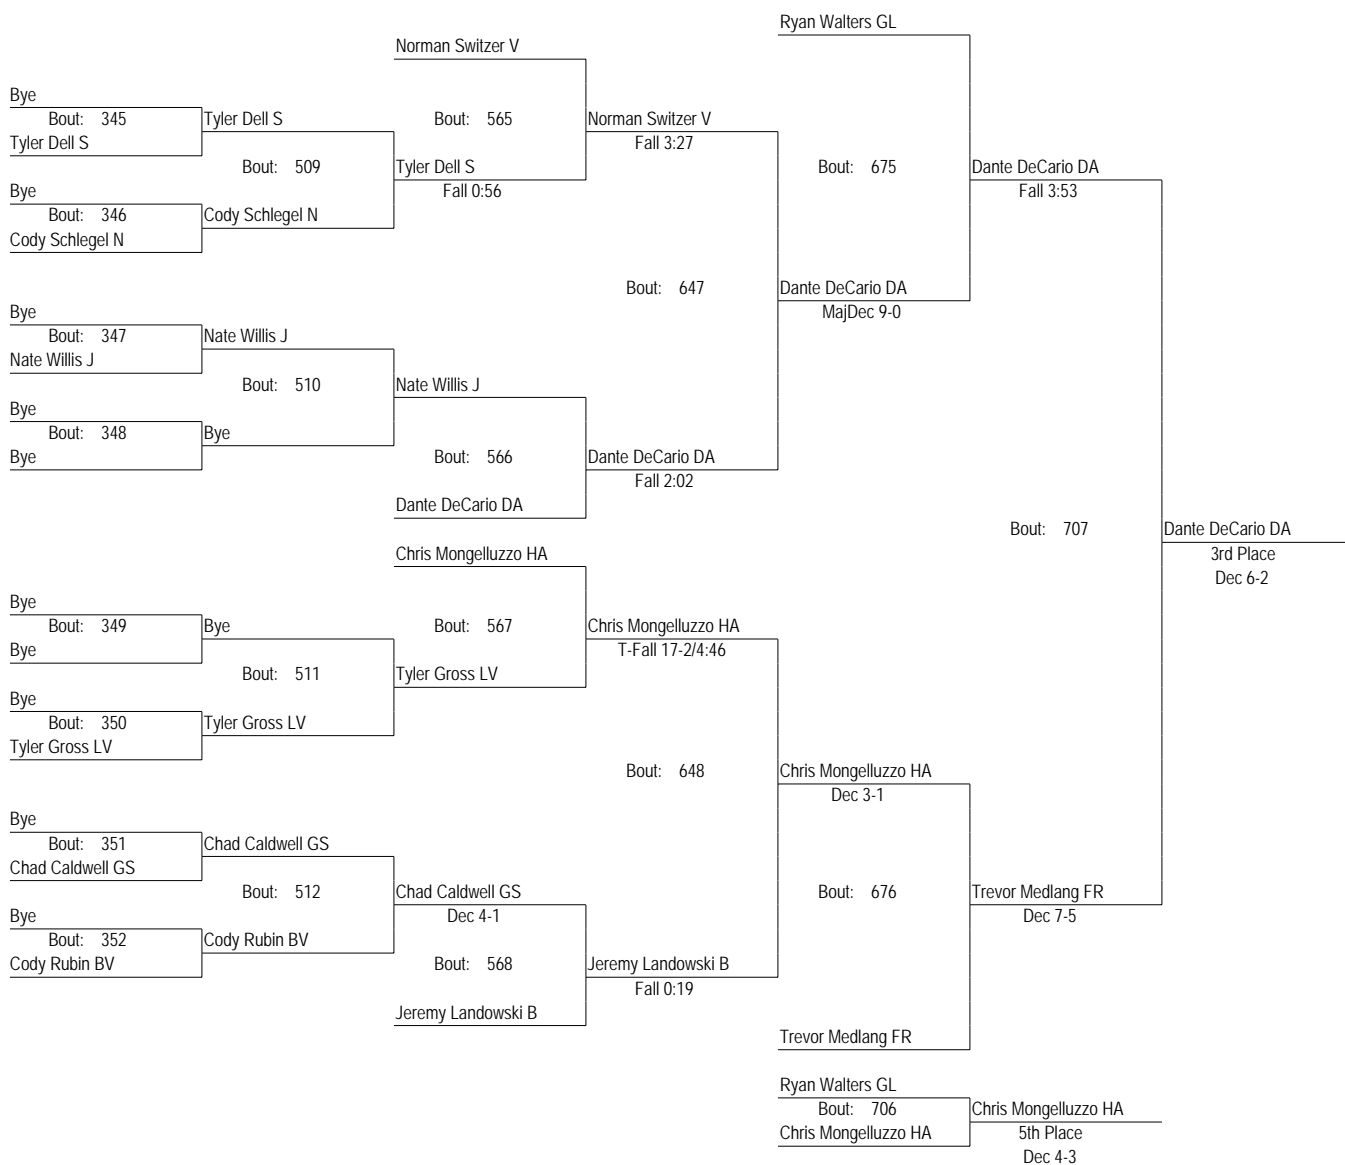 Ryan Walters GL
Norman Switzer V
Bye
Bout: 345
Tyler Dell S
Bout: 565
Norman Switzer V
Tyler Dell S
Fall 3:27
Bout: 509
Tyler Dell S
Bout: 675
Dante DeCario DA
Bye
Fall 0:56
Fall 3:53
Bout: 346
Cody Schlegel N
Cody Schlegel N
Bout: 647
Dante DeCario DA
Bye
MajDec 9-0
Bout: 347
Nate Willis J
Nate Willis J
Bout: 510
Nate Willis J
Bye
Bout: 348
Bye
Bye
Bout: 566
Dante DeCario DA
Fall 2:02
Dante DeCario DA
Bout: 707
Dante DeCario DA
Chris Mongelluzzo HA
3rd Place
Dec 6-2
Bye
Bout: 349
Bye
Bout: 567
Chris Mongelluzzo HA
Bye
T-Fall 17-2/4:46
Bout: 511
Tyler Gross LV
Bye
Bout: 350
Tyler Gross LV
Tyler Gross LV
Bout: 648
Chris Mongelluzzo HA
Dec 3-1
Bye
Bout: 351
Chad Caldwell GS
Chad Caldwell GS
Bout: 512
Chad Caldwell GS
Bout: 676
Trevor Medlang FR
Bye
Dec 4-1
Dec 7-5
Bout: 352
Cody Rubin BV
Cody Rubin BV
Bout: 568
Jeremy Landowski B
Fall 0:19
Jeremy Landowski B
Trevor Medlang FR
Ryan Walters GL
Bout: 706
Chris Mongelluzzo HA
Chris Mongelluzzo HA
5th Place
Dec 4-3